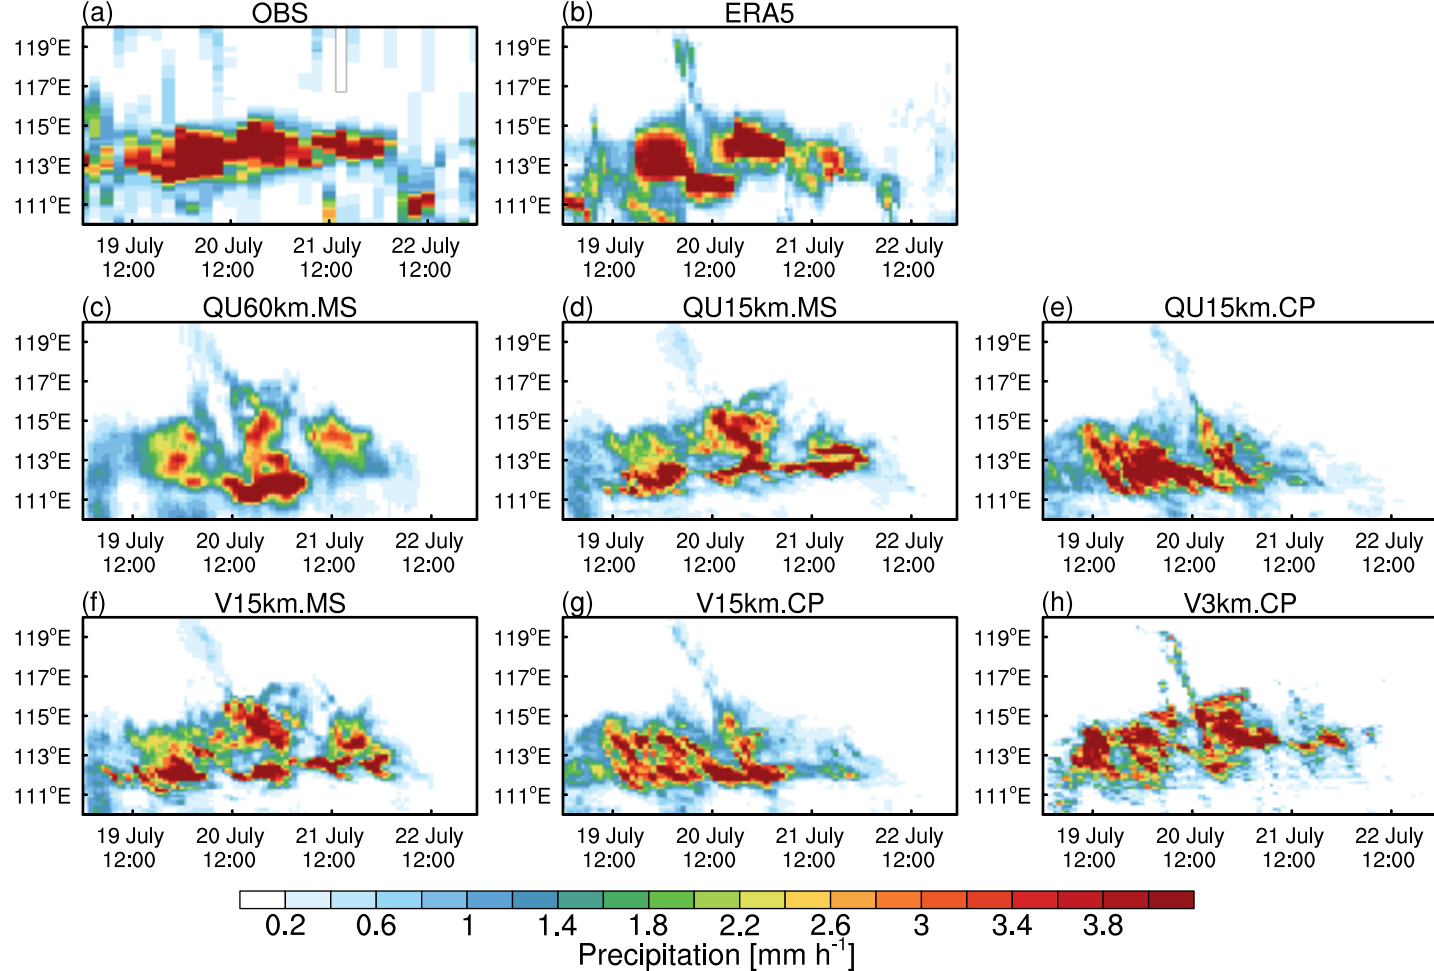 (a) OBS
(b) ERA5
119°E
117°E
115°E
113°E
111°E
119°E
117°E
115°E
113°E
111°E
19 July 20 July 21 July 22 July
12:00 12:00 12:00 12:00
19 July 20 July 21 July 22 July
12:00 12:00 12:00 12:00
(c) QU60km.MS
(d) QU15km.MS
(e) QU15km.CP
119°E
117°E
115°E
113°E
111°E
119°E
117°E
115°E
113°E
111°E
119°E
117°E
115°E
113°E
111°E
19 July 20 July 21 July 22 July
12:00 12:00 12:00 12:00
19 July 20 July 21 July 22 July
12:00 12:00 12:00 12:00
19 July 20 July 21 July 22 July
12:00 12:00 12:00 12:00
(f) V15km.MS
(g) V15km.CP
(h) V3km.CP
119°E
117°E
115°E
113°E
111°E
119°E
117°E
115°E
113°E
111°E
119°E
117°E
115°E
113°E
111°E
19 July 20 July 21 July 22 July
12:00 12:00 12:00 12:00
19 July 20 July 21 July 22 July
12:00 12:00 12:00 12:00
19 July 20 July 21 July 22 July
12:00 12:00 12:00 12:00
0.2 0.6 1 1.4 1.8 2.2 2.6 3 3.4 3.8
Precipitation [mm h⁻¹]